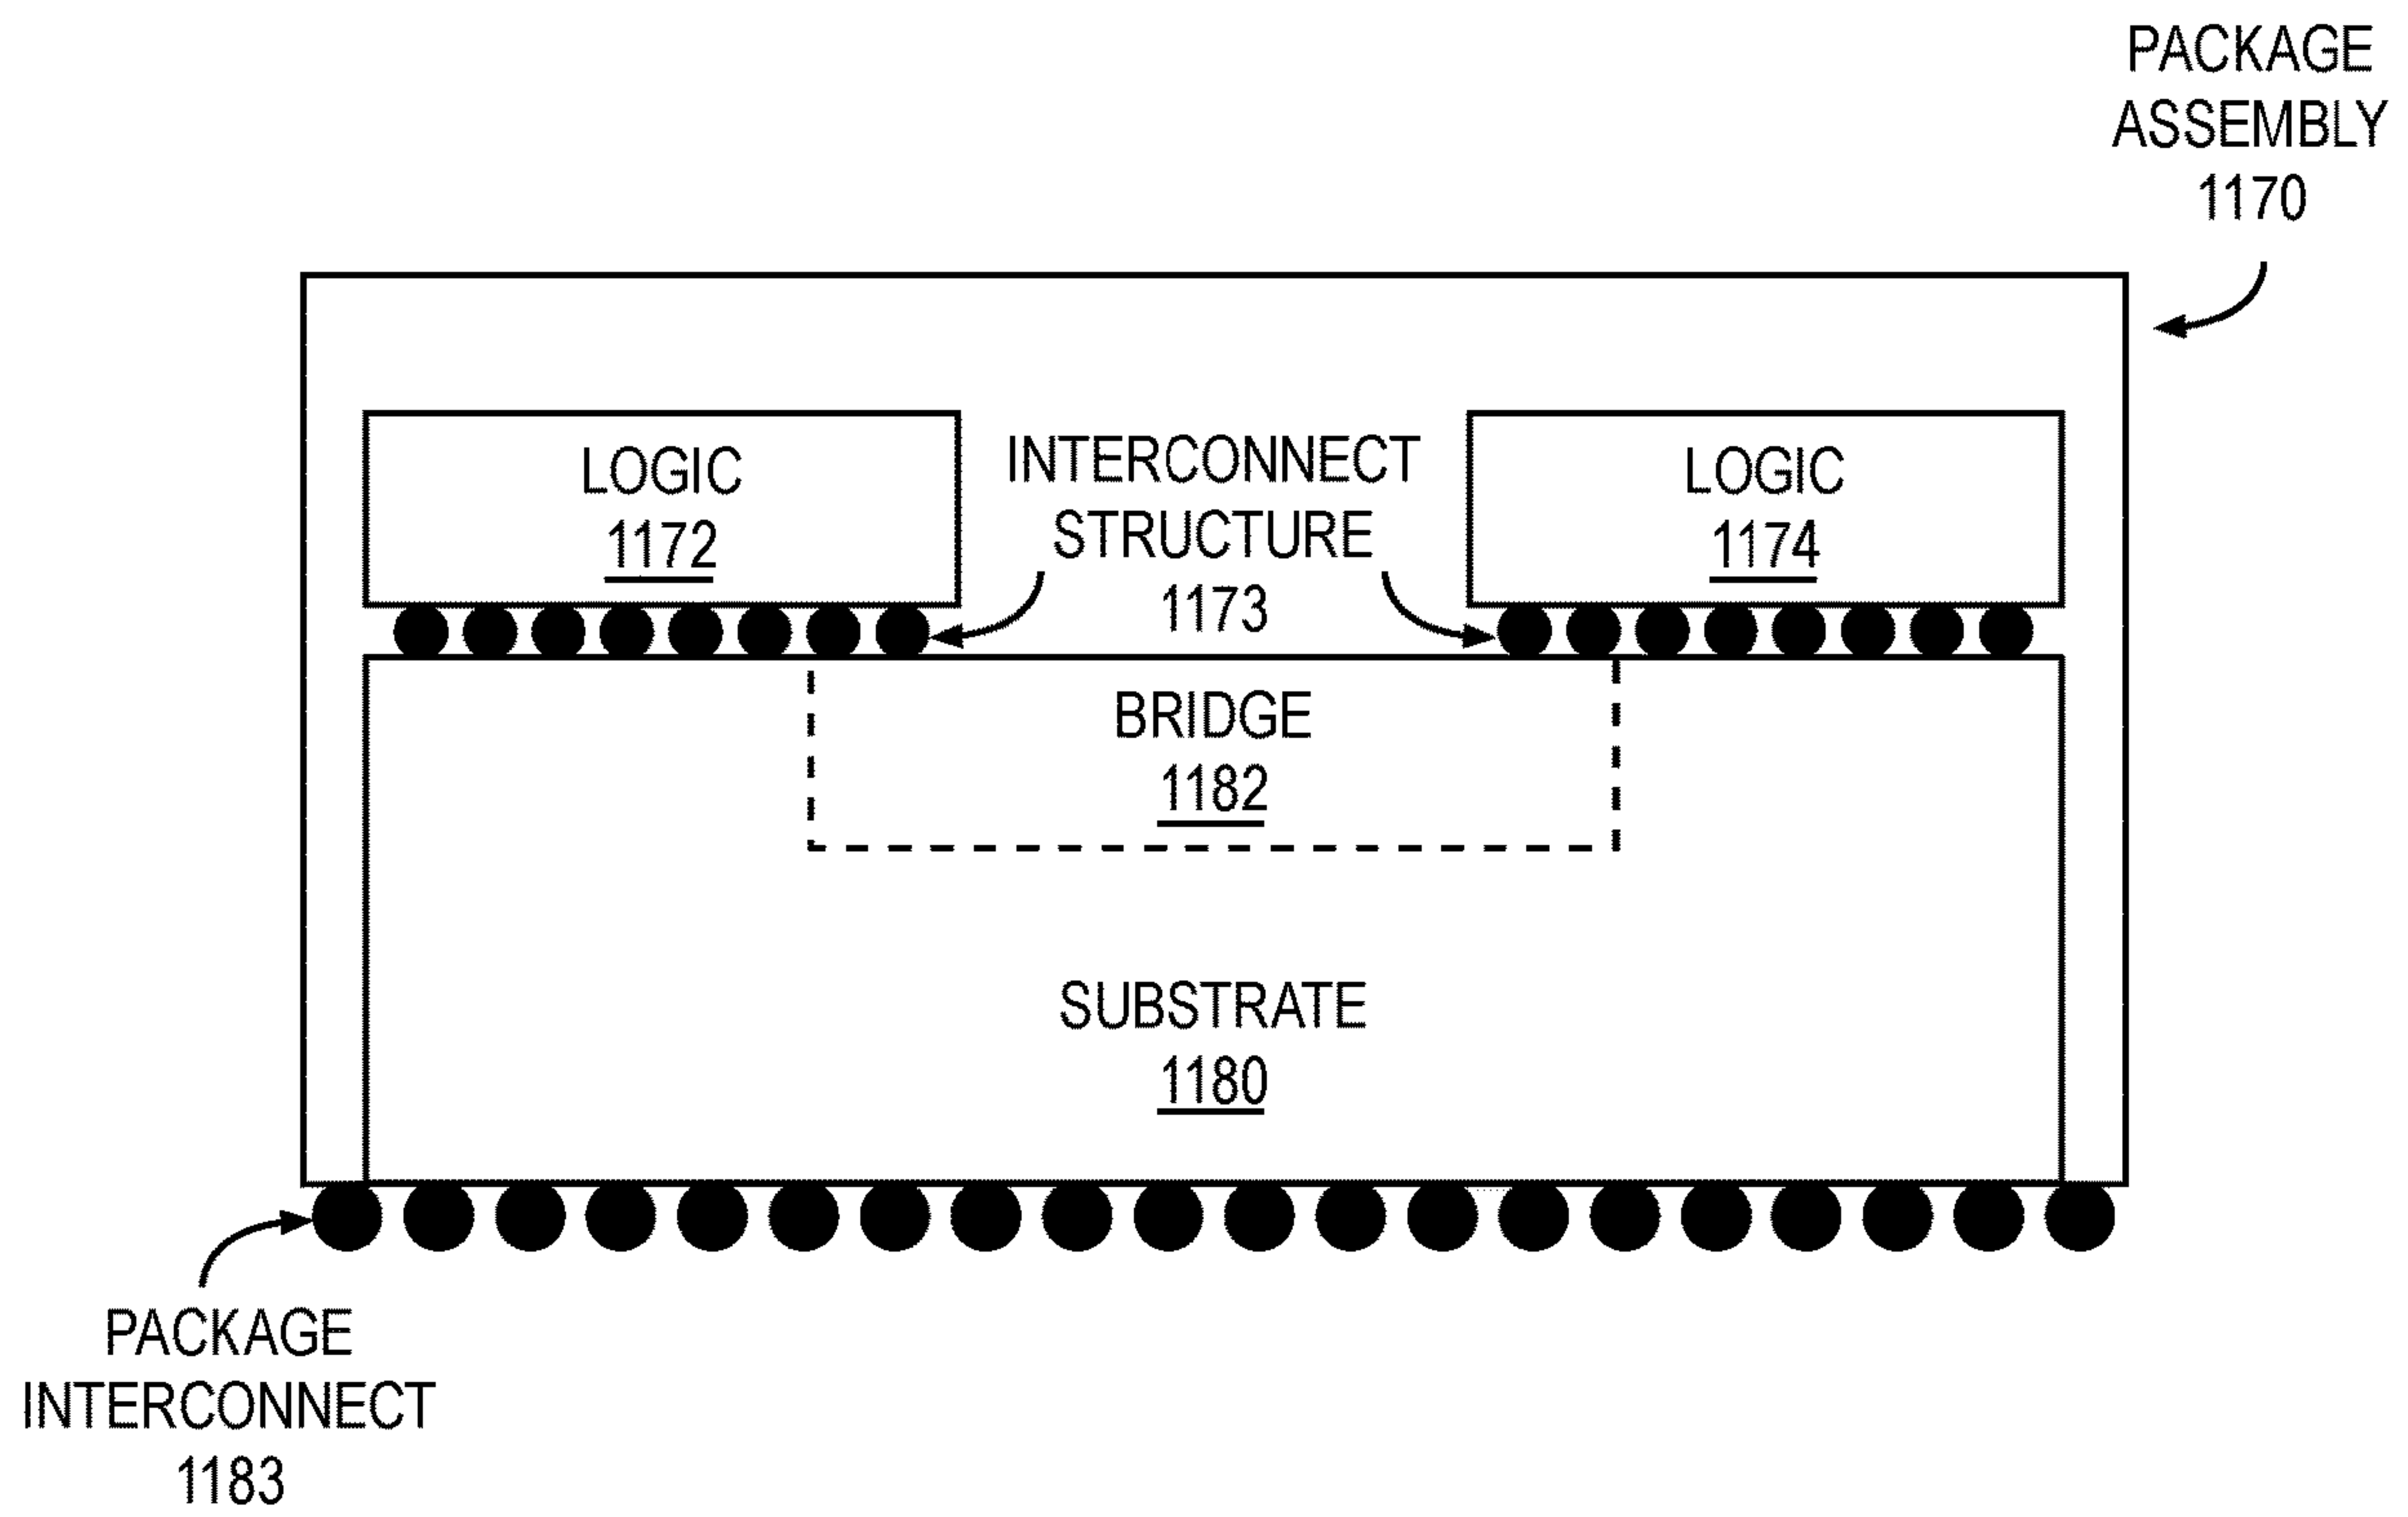 PACKAGE
ASSEMBLY
1170
LOGIC
1172
INTERCONNECT
STRUCTURE
1173
LOGIC
1174
BRIDGE
1182
SUBSTRATE
1180
PACKAGE
INTERCONNECT
1183